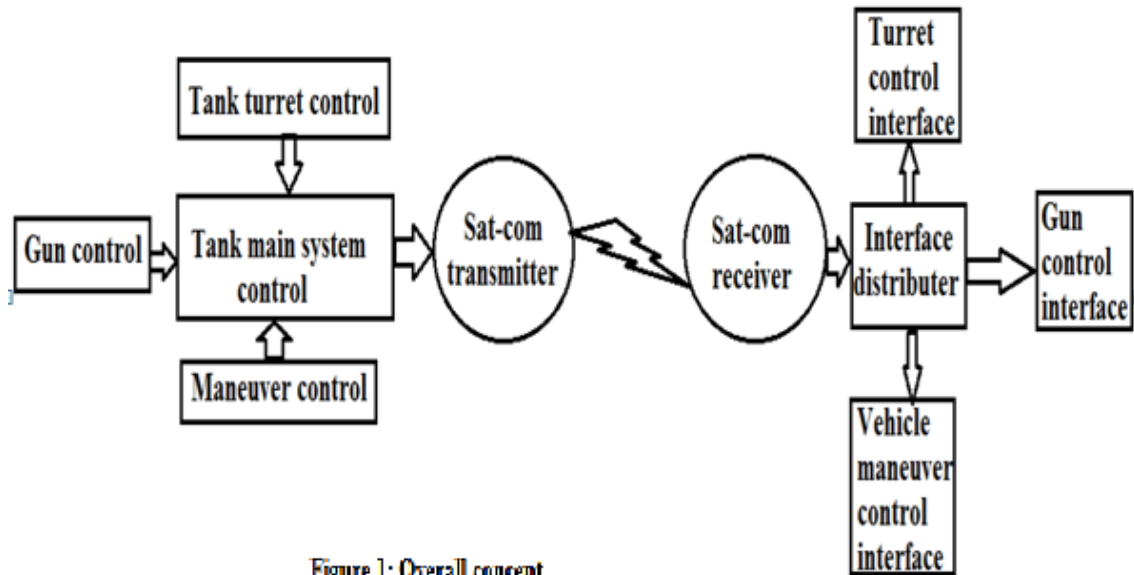 Tank turret control
Gun control
Tank main system
control
Maneuver control
Sat-com
transmitter
Sat-com
receiver
Interface
distributer
Turret
control
interface
Gun
control
interface
Vehicle
maneuver
control
interface
Figure 1: Overall concept